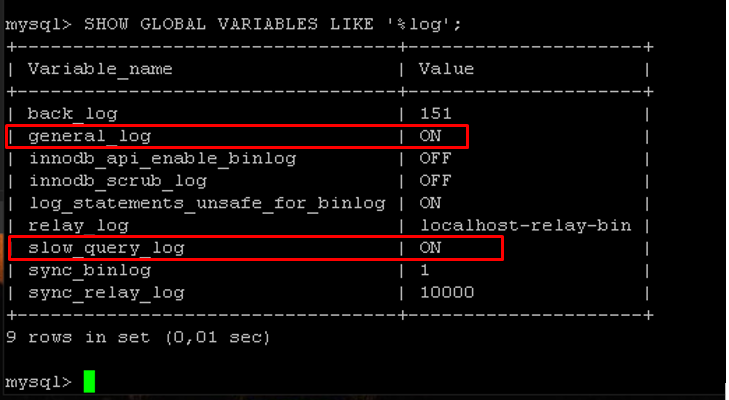 mysql> SHOW GLOBAL VARIABLES LIKE '%log';
+----------------------------------+---------------------+
| Variable_name                    | Value               |
+----------------------------------+---------------------+
| back_log                         | 151                 |
| general_log                      | ON                  |
| innodb_api_enable_binlog         | OFF                 |
| innodb_scrub_log                 | OFF                 |
| log_statements_unsafe_for_binlog | ON                  |
| relay_log                        | localhost-relay-bin |
| slow_query_log                   | ON                  |
| sync_binlog                      | 1                   |
| sync_relay_log                   | 10000               |
+----------------------------------+---------------------+
9 rows in set (0,01 sec)
mysql>